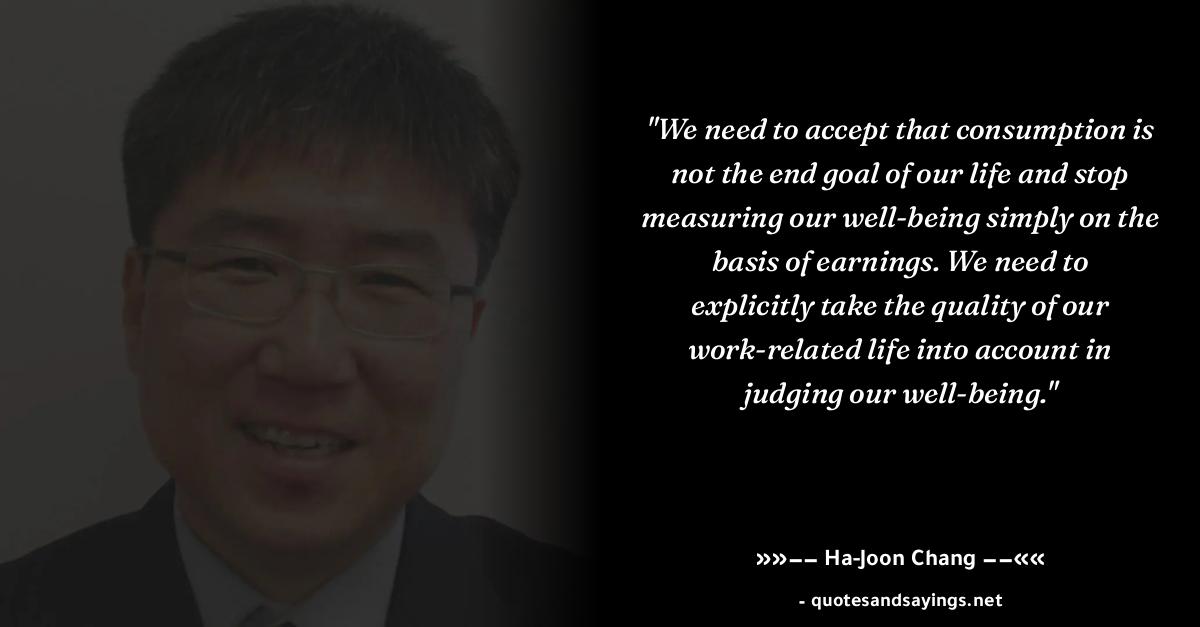 "We need to accept that consumption is
not the end goal of our life and stop
measuring our well-being simply on the
basis of earnings. We need to
explicitly take the quality of our
work-related life into account in
judging our well-being."
»»−− Ha-Joon Chang −−««
- quotesandsayings.net